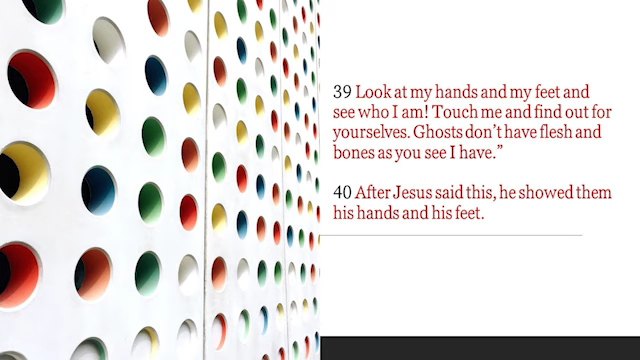 39 Look at my hands and my feet and
see who I am! Touch me and find out for
yourselves. Ghosts don’t have flesh and
bones as you see I have.”
40 After Jesus said this, he showed them
his hands and his feet.